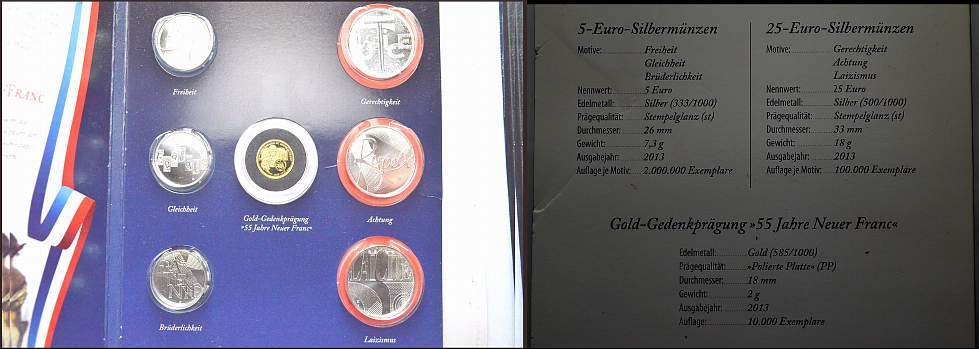 FRANC
Freiheit
Gerechtigkeit
Gleichheit
Gold-Gedenkprägung
»55 Jahre Neuer Franc«
Achtung
Brüderlichkeit
Laizismus
5-Euro-Silbermünzen
Motive: Freiheit
Gleichheit
Brüderlichkeit
Nennwert: 5 Euro
Edelmetall: Silber (333/1000)
Prägequalität: Stempelglanz (st)
Durchmesser: 26 mm
Gewicht: 7,3 g
Ausgabejahr: 2013
Auflage je Motiv: 2.000.000 Exemplare
25-Euro-Silbermünzen
Motive: Gerechtigkeit
Achtung
Laizismus
Nennwert: 25 Euro
Edelmetall: Silber (500/1000)
Prägequalität: Stempelglanz (st)
Durchmesser: 33 mm
Gewicht: 18 g
Ausgabejahr: 2013
Auflage je Motiv: 100.000 Exemplare
Gold-Gedenkprägung »55 Jahre Neuer Franc«
Edelmetall: Gold (585/1000)
Prägequalität: »Polierte Platte« (PP)
Durchmesser: 18 mm
Gewicht: 2 g
Ausgabejahr: 2013
Auflage: 10.000 Exemplare